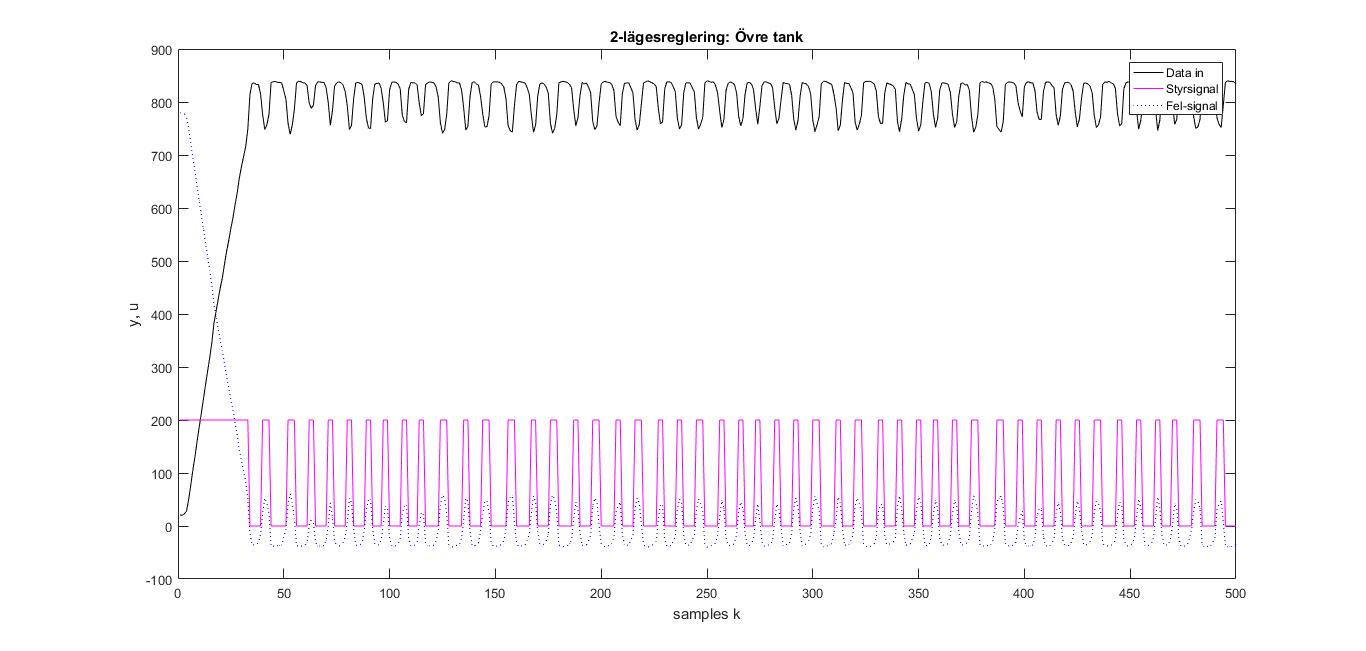 2-lägesreglering: Övre tank
Data in
Styrsignal
Fel-signal
y, u
900
800
700
600
500
400
300
200
100
0
-100
0 50 100 150 200 250 300 350 400 450 500
samples k